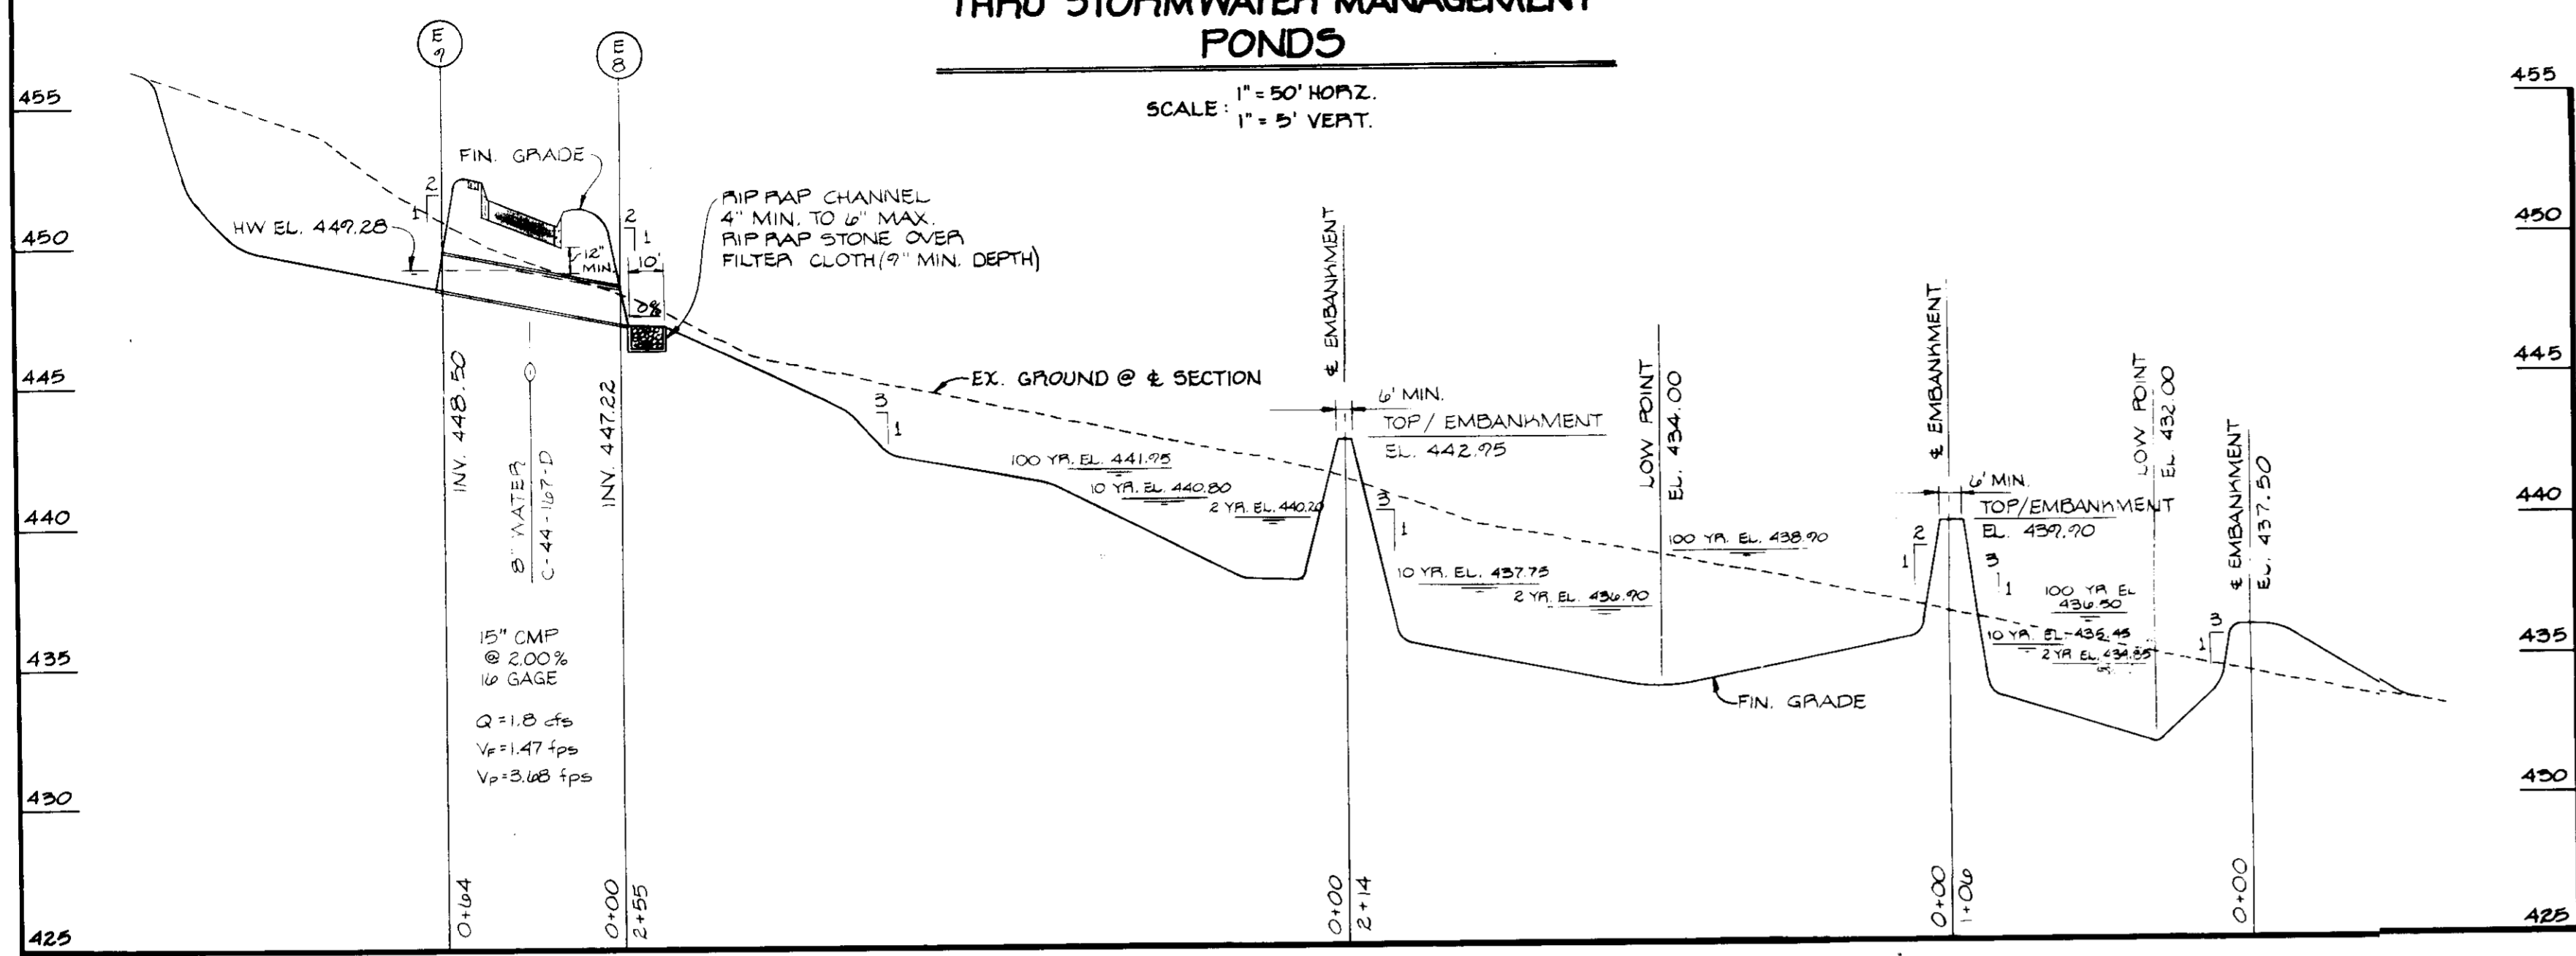 THRU STORMWATER MANAGEMENT
PONDS
SCALE: 1" = 50' HORZ.
1" = 5' VERT.
E
9
E
8
455
450
445
440
435
430
425
455
450
445
440
435
430
425
FIN. GRADE
2
1
HW EL. 449.28
12"
MIN.
2
1
10'
0%
RIP RAP CHANNEL
4" MIN. TO 6" MAX.
RIP RAP STONE OVER
FILTER CLOTH (9" MIN. DEPTH)
INV. 448.50
8" WATER
C-44-167-D
INV. 447.22
15" CMP
@ 2.00%
16 GAGE
Q = 1.8 cfs
VF = 1.47 fps
VP = 3.68 fps
0+64
0+00
2+55
EX. GROUND @ ℄ SECTION
3
1
100 YR. EL. 441.95
10 YR. EL. 440.80
2 YR. EL. 440.20
℄ EMBANKMENT
6' MIN.
TOP/ EMBANKMENT
EL. 442.95
3
1
10 YR. EL. 437.75
2 YR. EL. 436.90
0+00
2+14
LOW POINT
EL. 434.00
100 YR. EL. 438.90
FIN. GRADE
℄ EMBANKMENT
6' MIN.
TOP/EMBANKMENT
EL. 439.90
2
1
3
1
100 YR EL
436.50
10 YR. EL. 435.45
2 YR EL. 434.85
0+00
1+06
LOW POINT
EL. 432.00
℄ EMBANKMENT
EL. 437.50
3
1
0+00